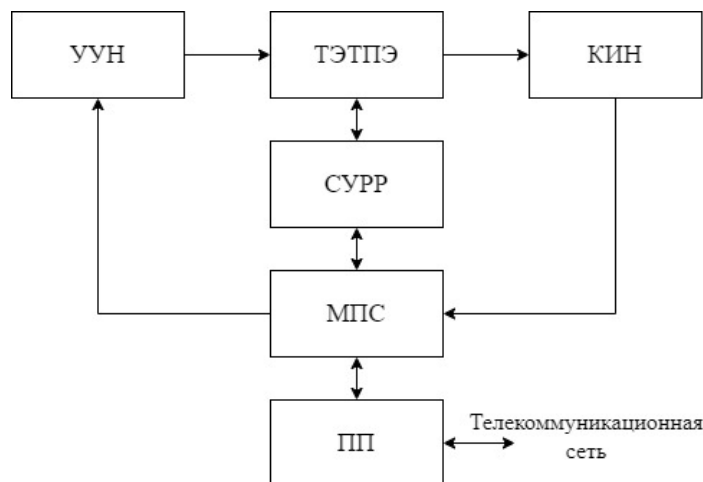 УУН
ТЭТПЭ
КИН
СУРР
МПС
ПП
Телекоммуникационная
сеть